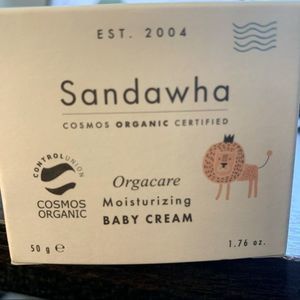 EST. 2004
Sandawha
COSMOS ORGANIC CERTIFIED
CONTROLUNION
COSMOS
ORGANIC
Orgacare
Moisturizing
BABY CREAM
50 g ℮
1.76 oz.